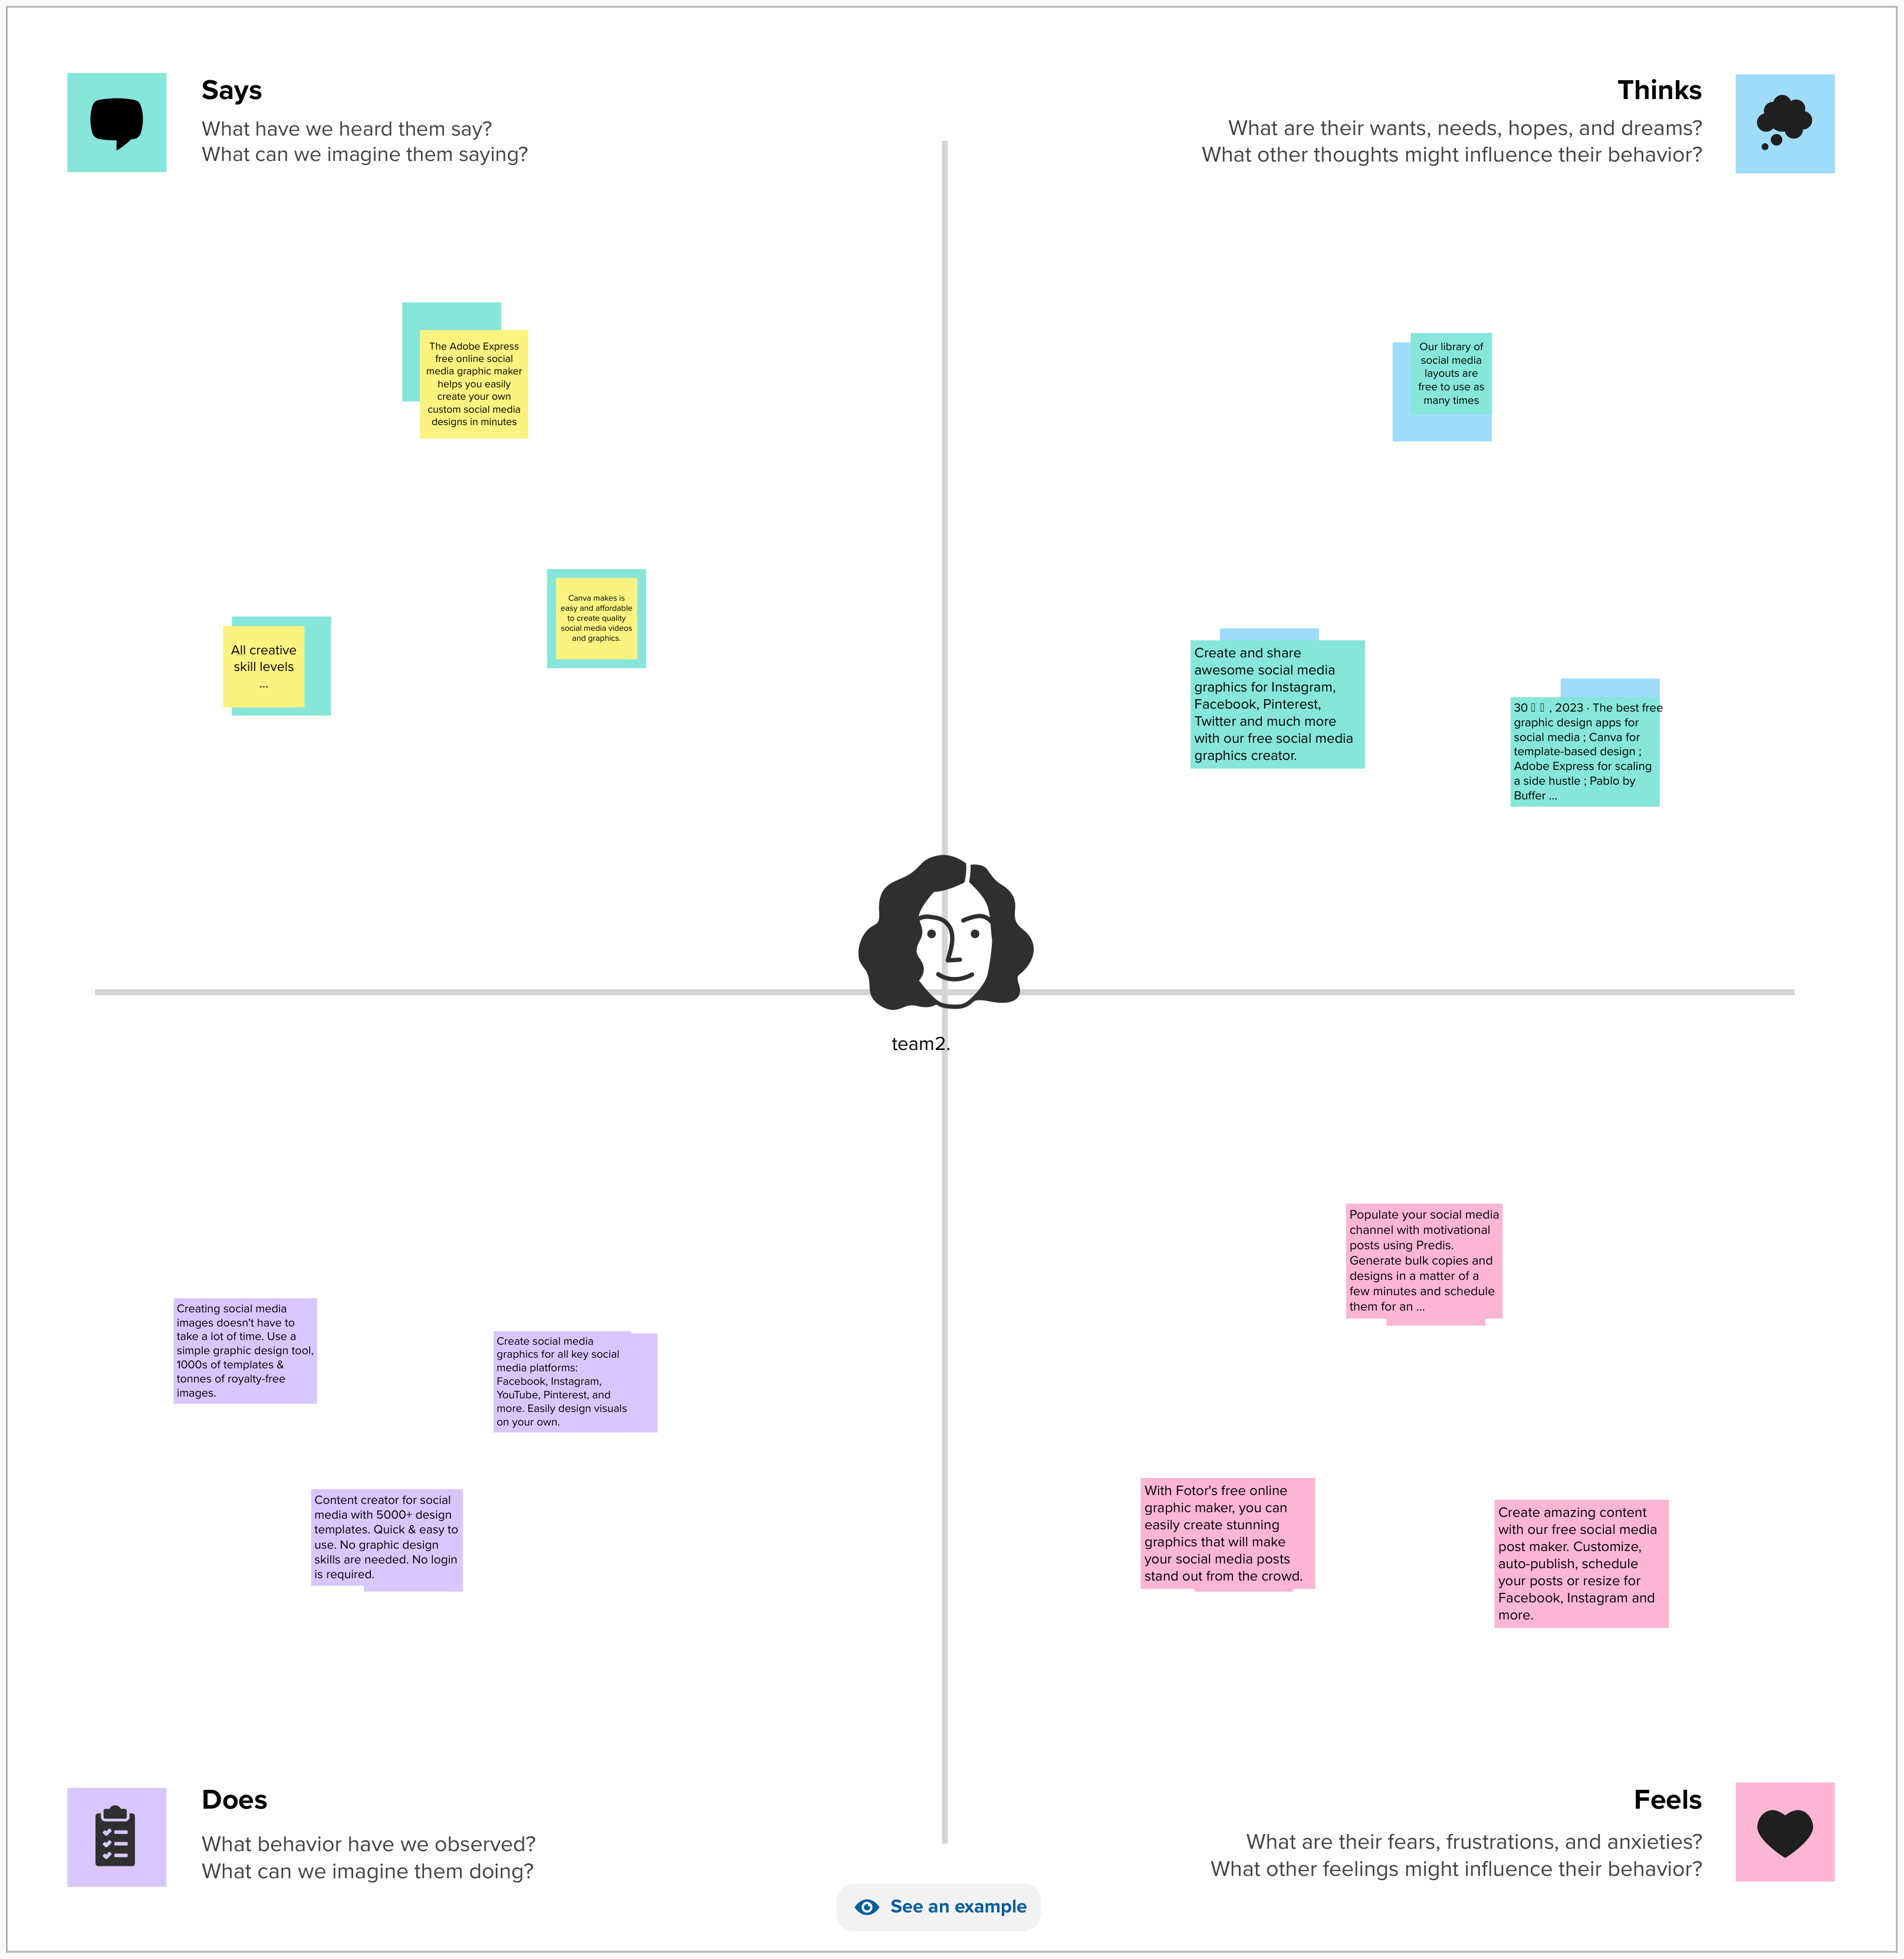 Says
What have we heard them say?
What can we imagine them saying?
Thinks
What are their wants, needs, hopes, and dreams?
What other thoughts might influence their behavior?
The Adobe Express
free online social
media graphic maker
helps you easily
create your own
custom social media
designs in minutes
Canva makes is
easy and affordable
to create quality
social media videos
and graphics.
All creative
skill levels
...
Our library of
social media
layouts are
free to use as
many times
Create and share
awesome social media
graphics for Instagram,
Facebook, Pinterest,
Twitter and much more
with our free social media
graphics creator.
30 , 2023 · The best free
graphic design apps for
social media ; Canva for
template-based design ;
Adobe Express for scaling
a side hustle ; Pablo by
Buffer ...
team2.
Creating social media
images doesn't have to
take a lot of time. Use a
simple graphic design tool,
1000s of templates &
tonnes of royalty-free
images.
Create social media
graphics for all key social
media platforms:
Facebook, Instagram,
YouTube, Pinterest, and
more. Easily design visuals
on your own.
Content creator for social
media with 5000+ design
templates. Quick & easy to
use. No graphic design
skills are needed. No login
is required.
Populate your social media
channel with motivational
posts using Predis.
Generate bulk copies and
designs in a matter of a
few minutes and schedule
them for an ...
With Fotor's free online
graphic maker, you can
easily create stunning
graphics that will make
your social media posts
stand out from the crowd.
Create amazing content
with our free social media
post maker. Customize,
auto-publish, schedule
your posts or resize for
Facebook, Instagram and
more.
Does
What behavior have we observed?
What can we imagine them doing?
Feels
What are their fears, frustrations, and anxieties?
What other feelings might influence their behavior?
See an example